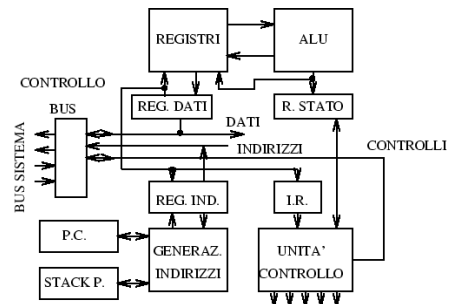 REGISTRI
ALU
CONTROLLO
BUS
REG. DATI
R. STATO
DATI
INDIRIZZI
CONTROLLI
BUS SISTEMA
REG. IND.
I.R.
P.C.
GENERAZ.
INDIRIZZI
UNITA'
CONTROLLO
STACK P.